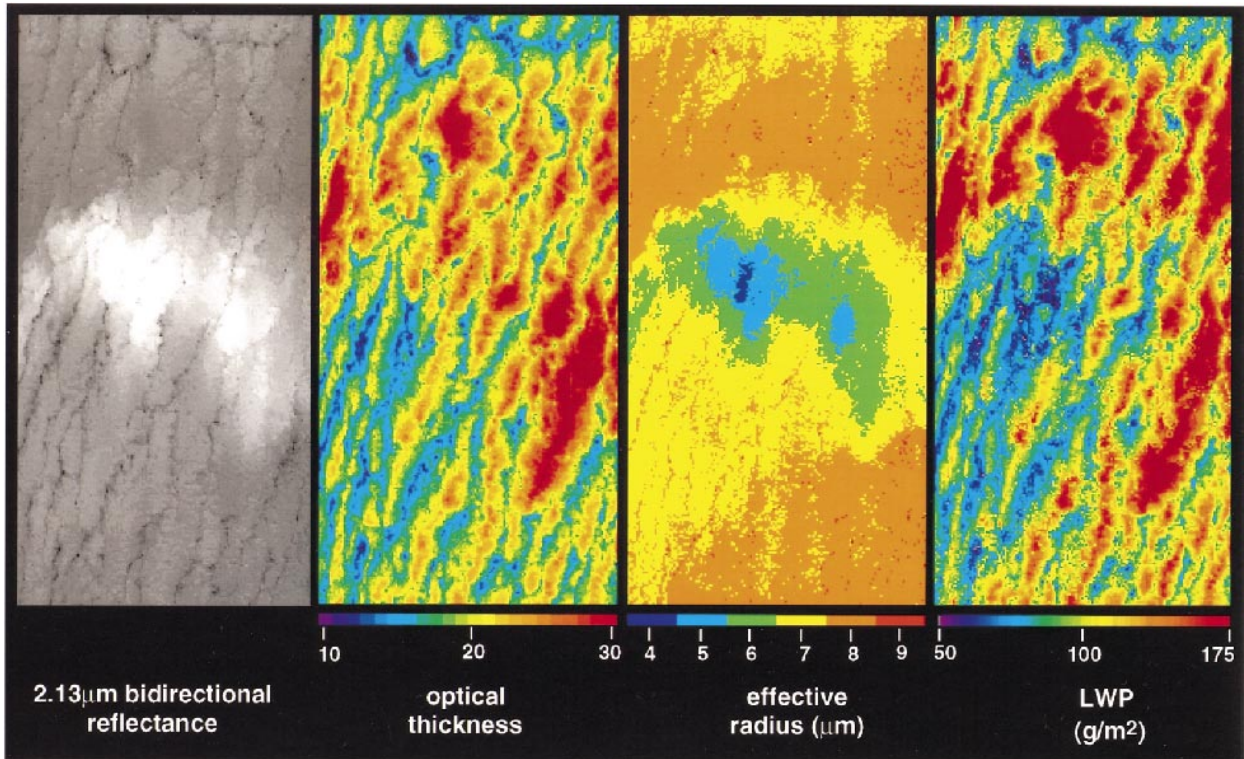 10 20 30
4 5 6 7 8 9
50 100 175
2.13µm bidirectional
reflectance
optical
thickness
effective
radius (µm)
LWP
(g/m²)